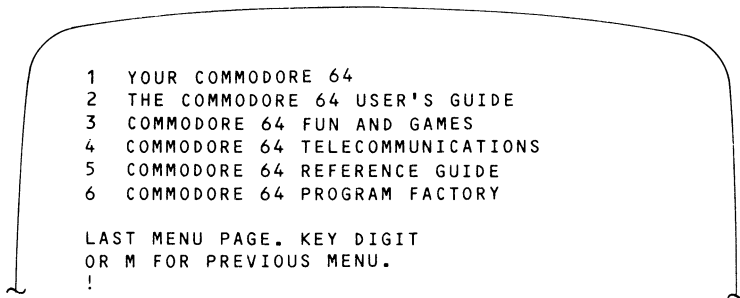 1 YOUR COMMODORE 64
2 THE COMMODORE 64 USER'S GUIDE
3 COMMODORE 64 FUN AND GAMES
4 COMMODORE 64 TELECOMMUNICATIONS
5 COMMODORE 64 REFERENCE GUIDE
6 COMMODORE 64 PROGRAM FACTORY
LAST MENU PAGE. KEY DIGIT
OR M FOR PREVIOUS MENU.
!